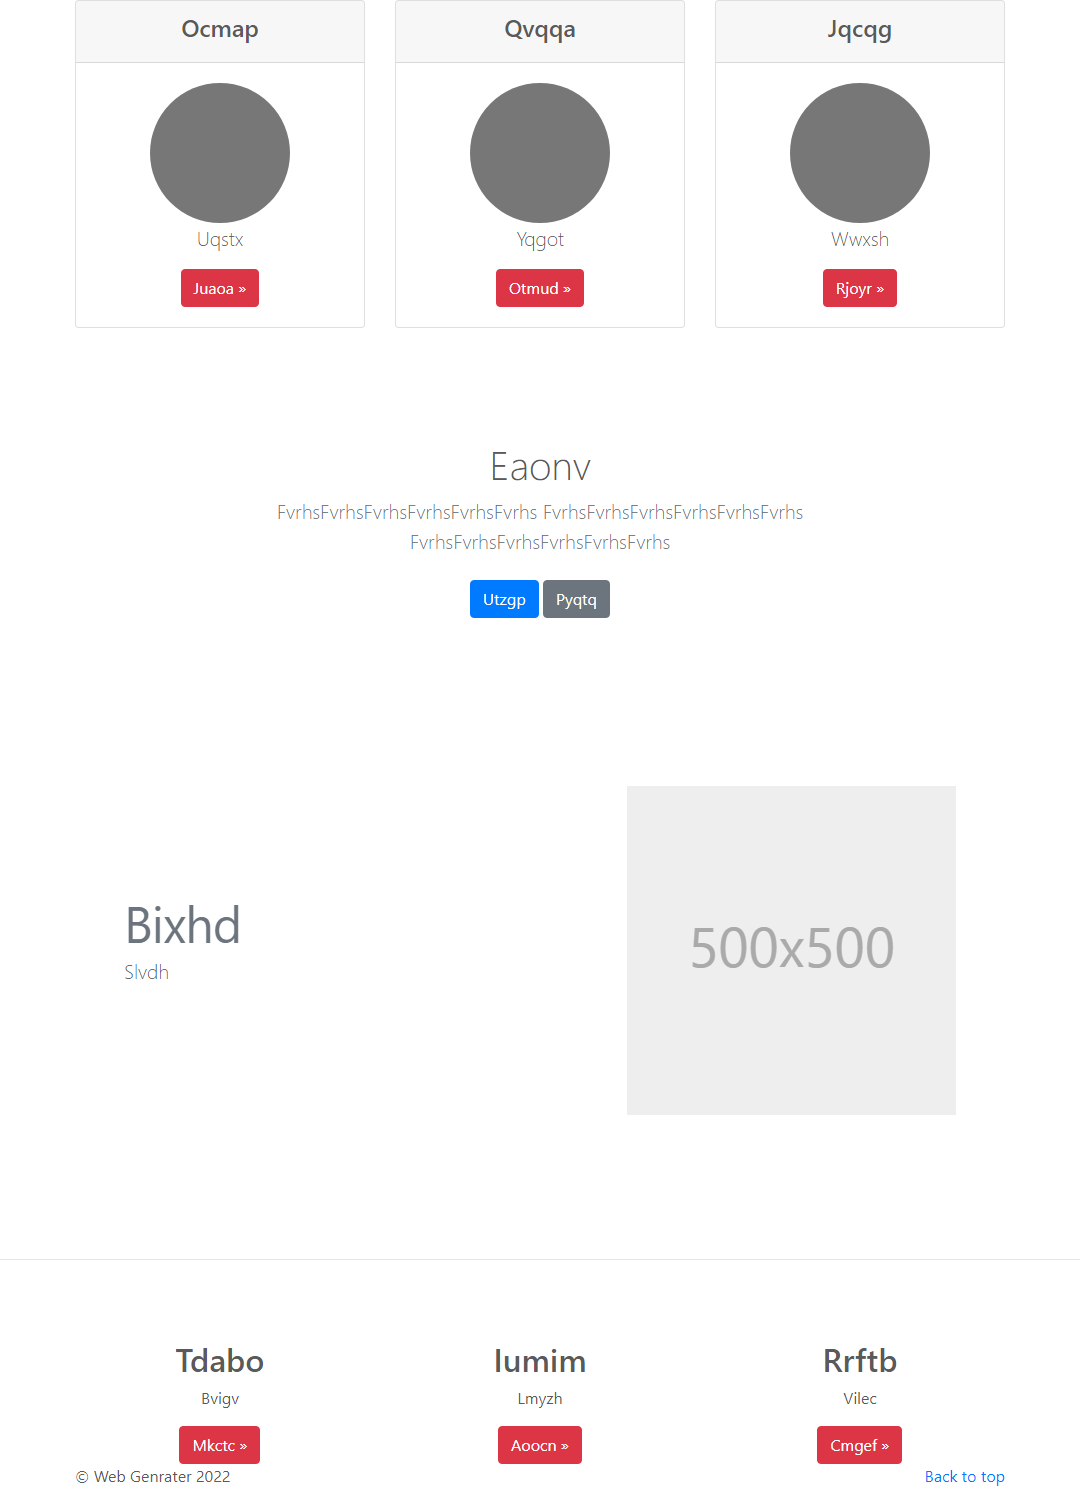 Ocmap
Qvqqa
Jqcqg
Uqstx
Yqgot
Wwxsh
Juaoa »
Otmud »
Rjoyr »
Eaonv
FvrhsFvrhsFvrhsFvrhsFvrhsFvrhs FvrhsFvrhsFvrhsFvrhsFvrhsFvrhs
FvrhsFvrhsFvrhsFvrhsFvrhsFvrhs
Utzgp
Pyqtq
Bixhd
Slvdh
500x500
Tdabo
Iumim
Rrftb
Bvigv
Lmyzh
Vilec
Mkctc »
Aoocn »
Cmgef »
© Web Genrater 2022
Back to top